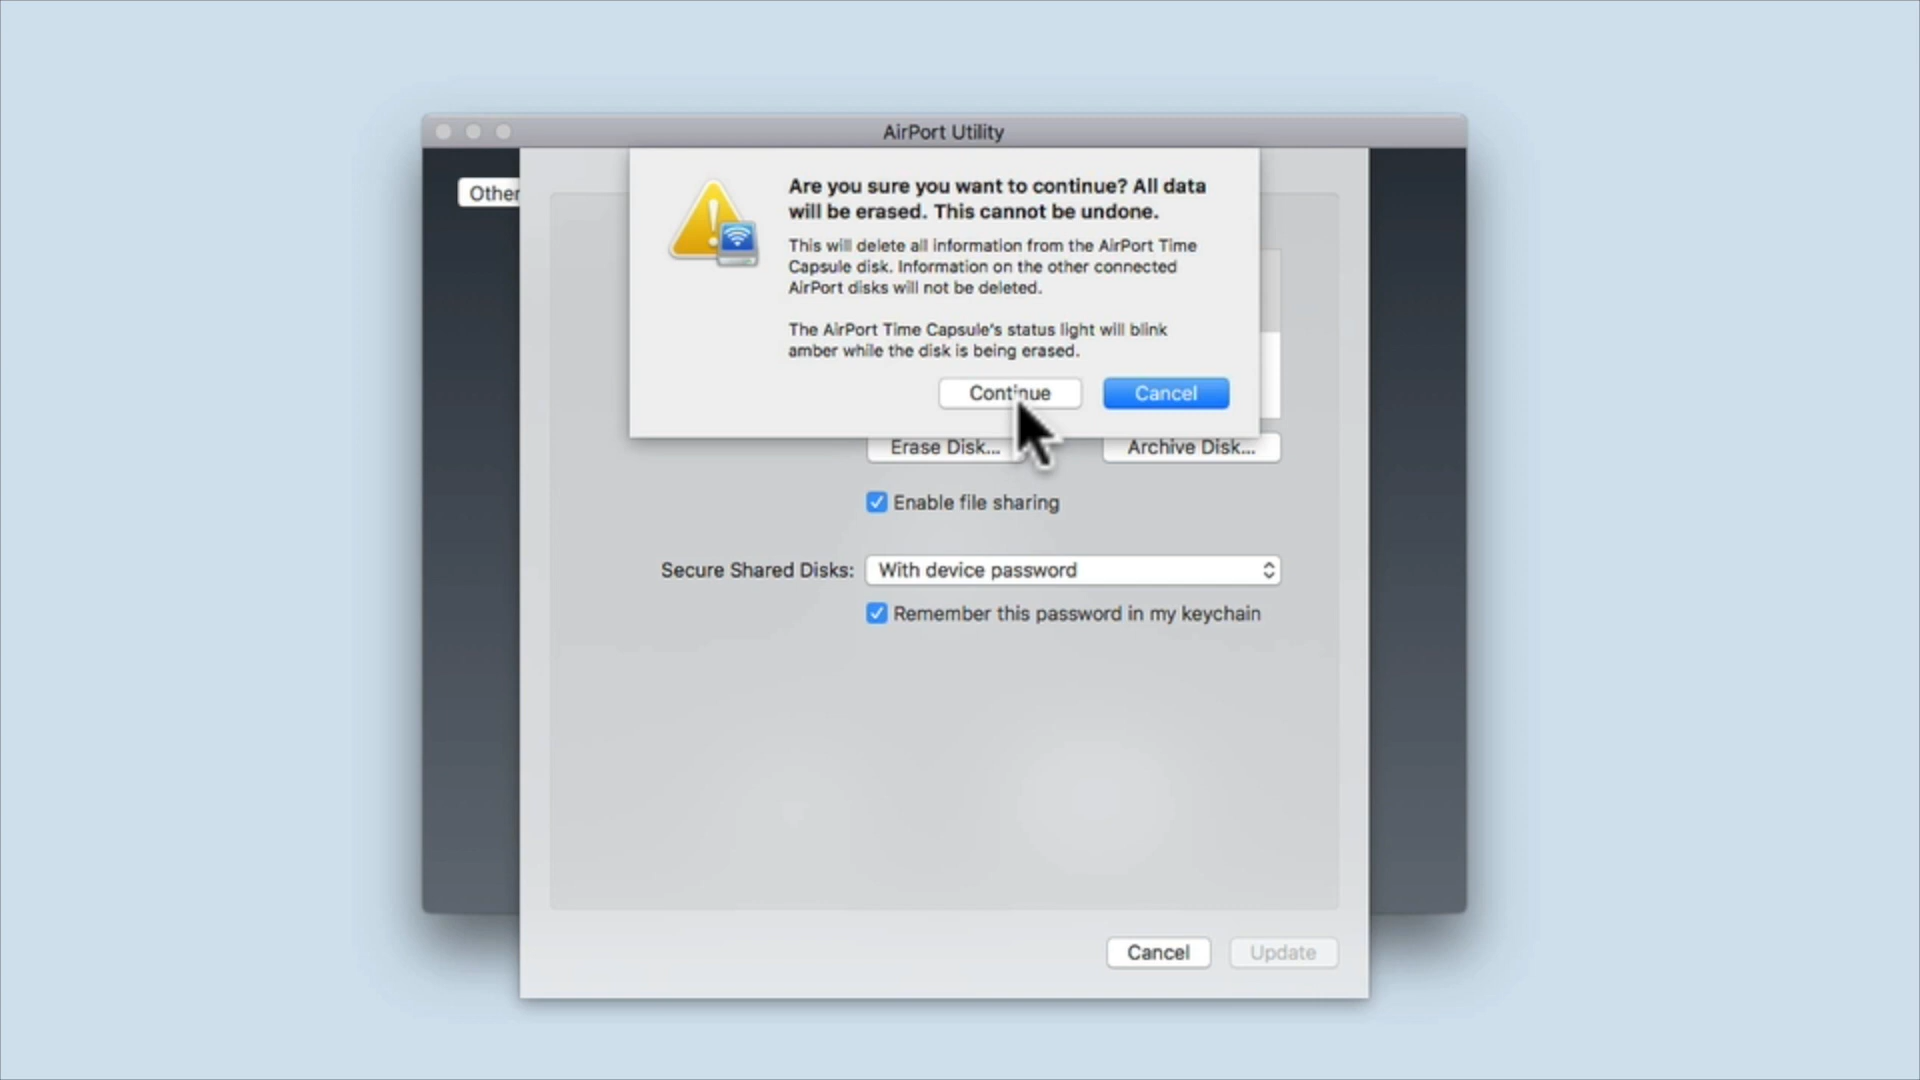 AirPort Utility
Other
Are you sure you want to continue? All data
will be erased. This cannot be undone.
This will delete all information from the AirPort Time
Capsule disk. Information on the other connected
AirPort disks will not be deleted.
The AirPort Time Capsule's status light will blink
amber while the disk is being erased.
Continue
Cancel
Erase Disk...
Archive Disk...
Enable file sharing
Secure Shared Disks:
With device password
Remember this password in my keychain
Cancel
Update